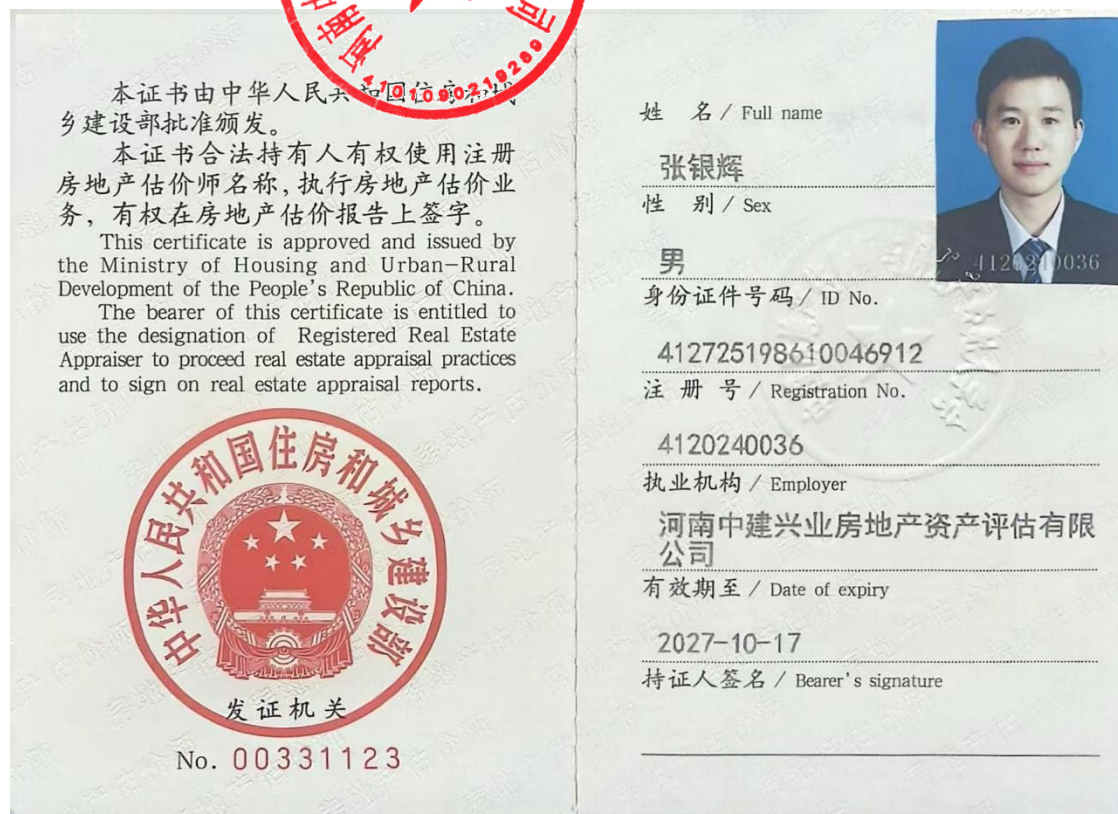 4101090219289
本证书由中华人民共和国住房和城
乡建设部批准颁发。
本证书合法持有人有权使用注册
房地产估价师名称,执行房地产估价业
务,有权在房地产估价报告上签字。
This certificate is approved and issued by
the Ministry of Housing and Urban-Rural
Development of the People's Republic of China.
The bearer of this certificate is entitled to
use the designation of Registered Real Estate
Appraiser to proceed real estate appraisal practices
and to sign on real estate appraisal reports.
中华人民共和国住房和城乡建设部
发证机关
No. 00331123
姓 名 / Full name
张银辉
性 别 / Sex
男
4120240036
身份证件号码 / ID No.
412725198610046912
注 册 号 / Registration No.
4120240036
执业机构 / Employer
河南中建兴业房地产资产评估有限
公司
有效期至 / Date of expiry
2027-10-17
持证人签名 / Bearer's signature